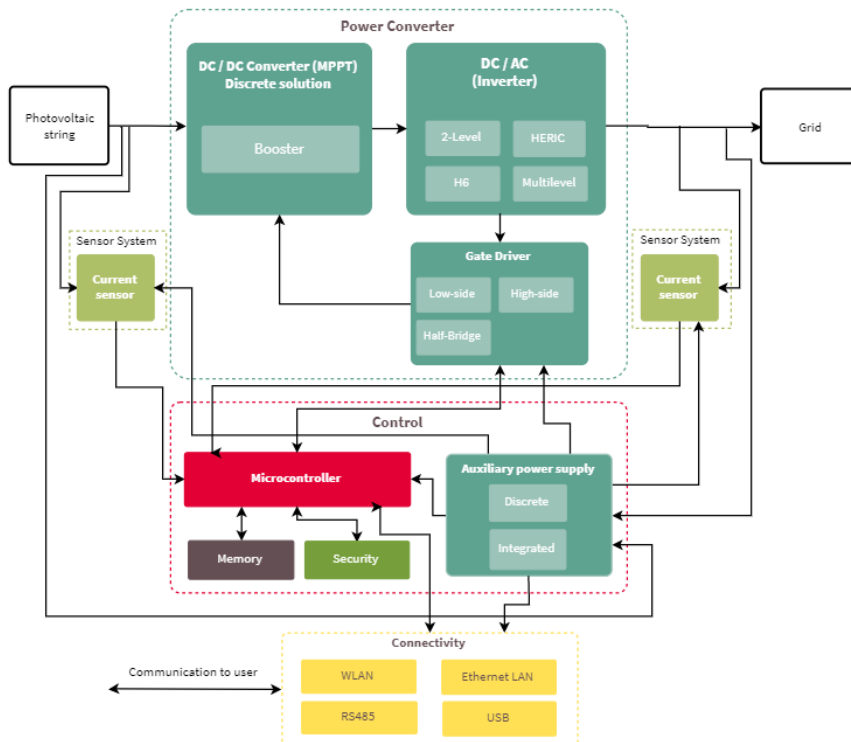 Power Converter
DC / DC Converter (MPPT)
Discrete solution
Booster
DC / AC
(Inverter)
2-Level
HERIC
H6
Multilevel
Photovoltaic
string
Grid
Sensor System
Current
sensor
Gate Driver
Low-side
High-side
Half-Bridge
Sensor System
Current
sensor
Control
Microcontroller
Auxiliary power supply
Discrete
Integrated
Memory
Security
Connectivity
Communication to user
WLAN
Ethernet LAN
RS485
USB